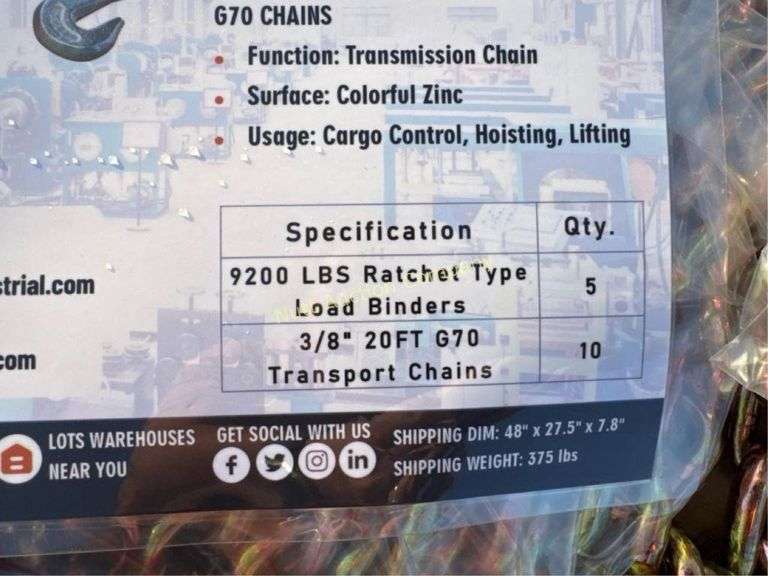 G70 CHAINS
• Function: Transmission Chain
• Surface: Colorful Zinc
• Usage: Cargo Control, Hoisting, Lifting
Specification Qty.
9200 LBS Ratchet Type
Load Binders 5
3/8" 20FT G70
Transport Chains 10
strial.com
com
LOTS WAREHOUSES
NEAR YOU
GET SOCIAL WITH US
SHIPPING DIM: 48" x 27.5" x 7.8"
SHIPPING WEIGHT: 375 lbs